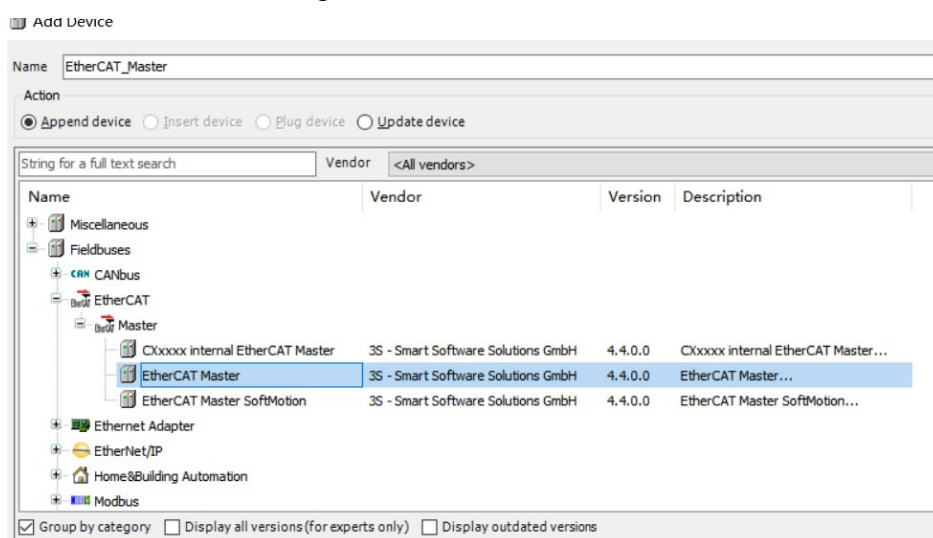 Add Device
Name EtherCAT_Master
Action
Append device Insert device Plug device Update device
String for a full text search Vendor <All vendors>
Name Vendor Version Description
Miscellaneous
Fieldbuses
CAN CANbus
EtherCAT EtherCAT
EtherCAT Master
CXxxxx internal EtherCAT Master 3S - Smart Software Solutions GmbH 4.4.0.0 CXxxxx internal EtherCAT Master...
EtherCAT Master 3S - Smart Software Solutions GmbH 4.4.0.0 EtherCAT Master...
EtherCAT Master SoftMotion 3S - Smart Software Solutions GmbH 4.4.0.0 EtherCAT Master SoftMotion...
Ethernet Adapter
EtherNet/IP
Home&Building Automation
Modbus
Group by category Display all versions(for experts only) Display outdated versions